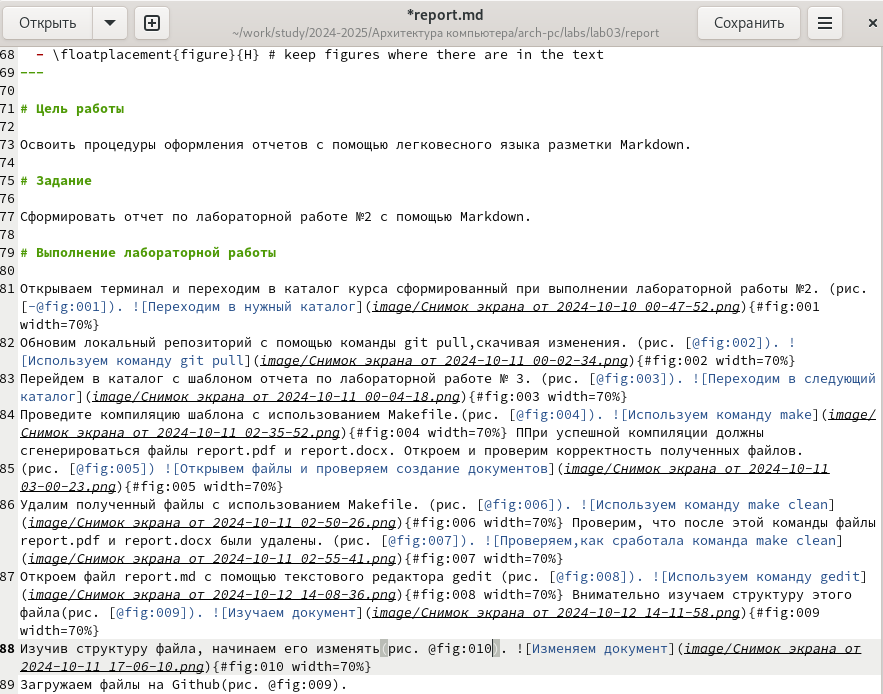 Открыть
*report.md
~/work/study/2024-2025/Архитектура компьютера/arch-pc/labs/lab03/report
Сохранить
68   - \floatplacement{figure}{H} # keep figures where there are in the text
69 ---
70
71 # Цель работы
72
73 Освоить процедуры оформления отчетов с помощью легковесного языка разметки Markdown.
74
75 # Задание
76
77 Сформировать отчет по лабораторной работе №2 с помощью Markdown.
78
79 # Выполнение лабораторной работы
80
81 Открываем терминал и переходим в каталог курса сформированный при выполнении лабораторной работы №2. (рис.
[-@fig:001]). ![Переходим в нужный каталог](image/Снимок экрана от 2024-10-10 00-47-52.png){#fig:001
width=70%}
82 Обновим локальный репозиторий с помощью команды git pull,скачивая изменения. (рис. [@fig:002]). !
[Используем команду git pull](image/Снимок экрана от 2024-10-11 00-02-34.png){#fig:002 width=70%}
83 Перейдем в каталог с шаблоном отчета по лабораторной работе № 3. (рис. [@fig:003]). ![Переходим в следующий
каталог](image/Снимок экрана от 2024-10-11 00-04-18.png){#fig:003 width=70%}
84 Проведите компиляцию шаблона с использованием Makefile.(рис. [@fig:004]). ![Используем команду make](image/
Снимок экрана от 2024-10-11 02-35-52.png){#fig:004 width=70%} ППри успешной компиляции должны
сгенерироваться файлы report.pdf и report.docx. Откроем и проверим корректность полученных файлов.
85 (рис. [@fig:005]) ![Открывем файлы и проверяем создание документов](image/Снимок экрана от 2024-10-11
03-00-23.png){#fig:005 width=70%}
86 Удалим полученный файлы с использованием Makefile. (рис. [@fig:006]). ![Используем команду make clean]
(image/Снимок экрана от 2024-10-11 02-50-26.png){#fig:006 width=70%} Проверим, что после этой команды файлы
report.pdf и report.docx были удалены. (рис. [@fig:007]). ![Проверяем,как сработала команда make clean]
(image/Снимок экрана от 2024-10-11 02-55-41.png){#fig:007 width=70%}
87 Откроем файл report.md с помощью текстового редактора gedit (рис. [@fig:008]). ![Используем команду gedit]
(image/Снимок экрана от 2024-10-12 14-08-36.png){#fig:008 width=70%} Внимательно изучаем структуру этого
файла(рис. [@fig:009]). ![Изучаем документ](image/Снимок экрана от 2024-10-12 14-11-58.png){#fig:009
width=70%}
88 Изучив структуру файла, начинаем его изменять(рис. @fig:010). ![Изменяем документ](image/Снимок экрана от
2024-10-11 17-06-10.png){#fig:010 width=70%}
89 Загружаем файлы на Github(рис. @fig:009).